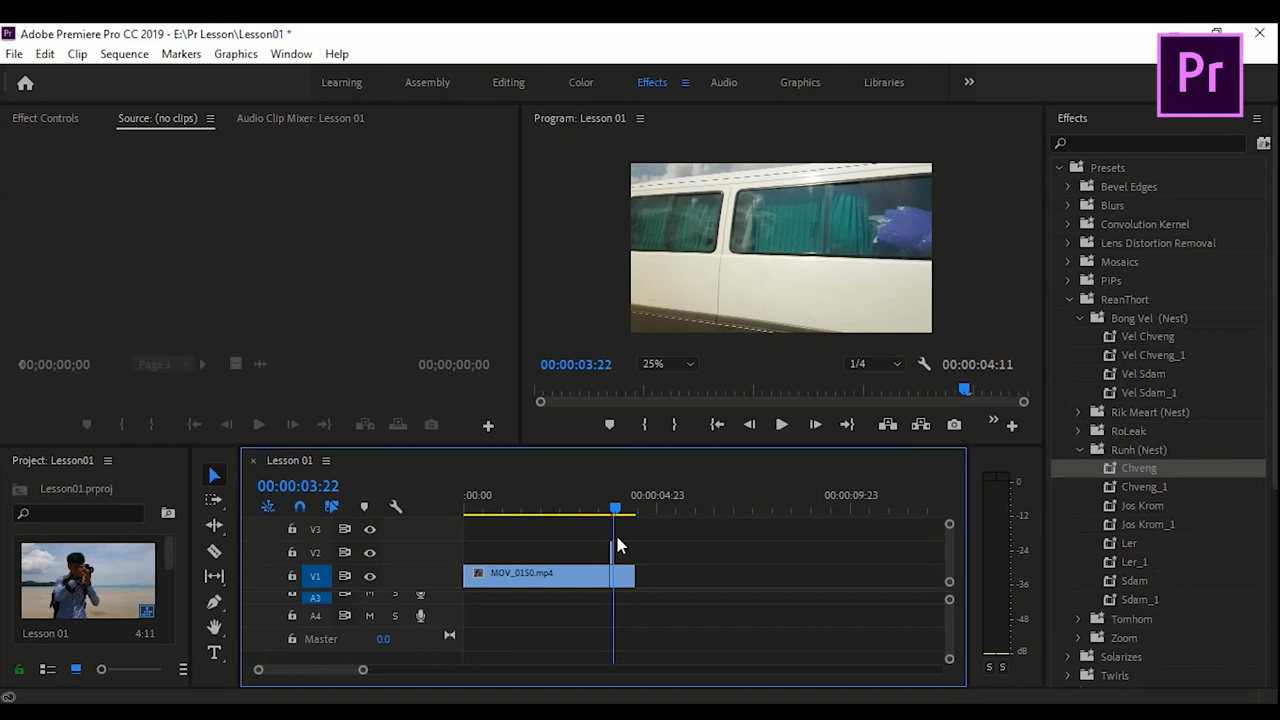 Adobe Premiere Pro CC 2019 - E:\Pr Lesson\Lesson01 *
File Edit Clip Sequence Markers Graphics Window Help
Pr
Learning Assembly Editing Color Effects Audio Graphics Libraries
Effect Controls Source: (no clips) Audio Clip Mixer: Lesson 01
Program: Lesson 01
Effects
Presets
Bevel Edges
Blurs
Convolution Kernel
Lens Distortion Removal
Mosaics
PiPs
ReanThort
Bong Vel (Nest)
Vel Chveng
Vel Chveng_1
Vel Sdam
Vel Sdam_1
Rik Meart (Nest)
RoLeak
Runh (Nest)
Chveng
Chveng_1
Jos Krom
Jos Krom_1
Ler
Ler_1
Sdam
Sdam_1
Tomhom
Zoom
Solarizes
Twirls
00;00;00;00 Page 1 00;00;00;00
00:00:03:22 25% 1/4 00:00:04:11
Project: Lesson01
Lesson01.prproj
Lesson 01 4:11
Lesson 01
00:00:03:22
:00:00 00:00:04:23 00:00:09:23
V3
V2
V1 MOV_0150.mp4
A3 M S
A4 M S
Master 0.0
0
-12
-24
-36
-48
dB
S S